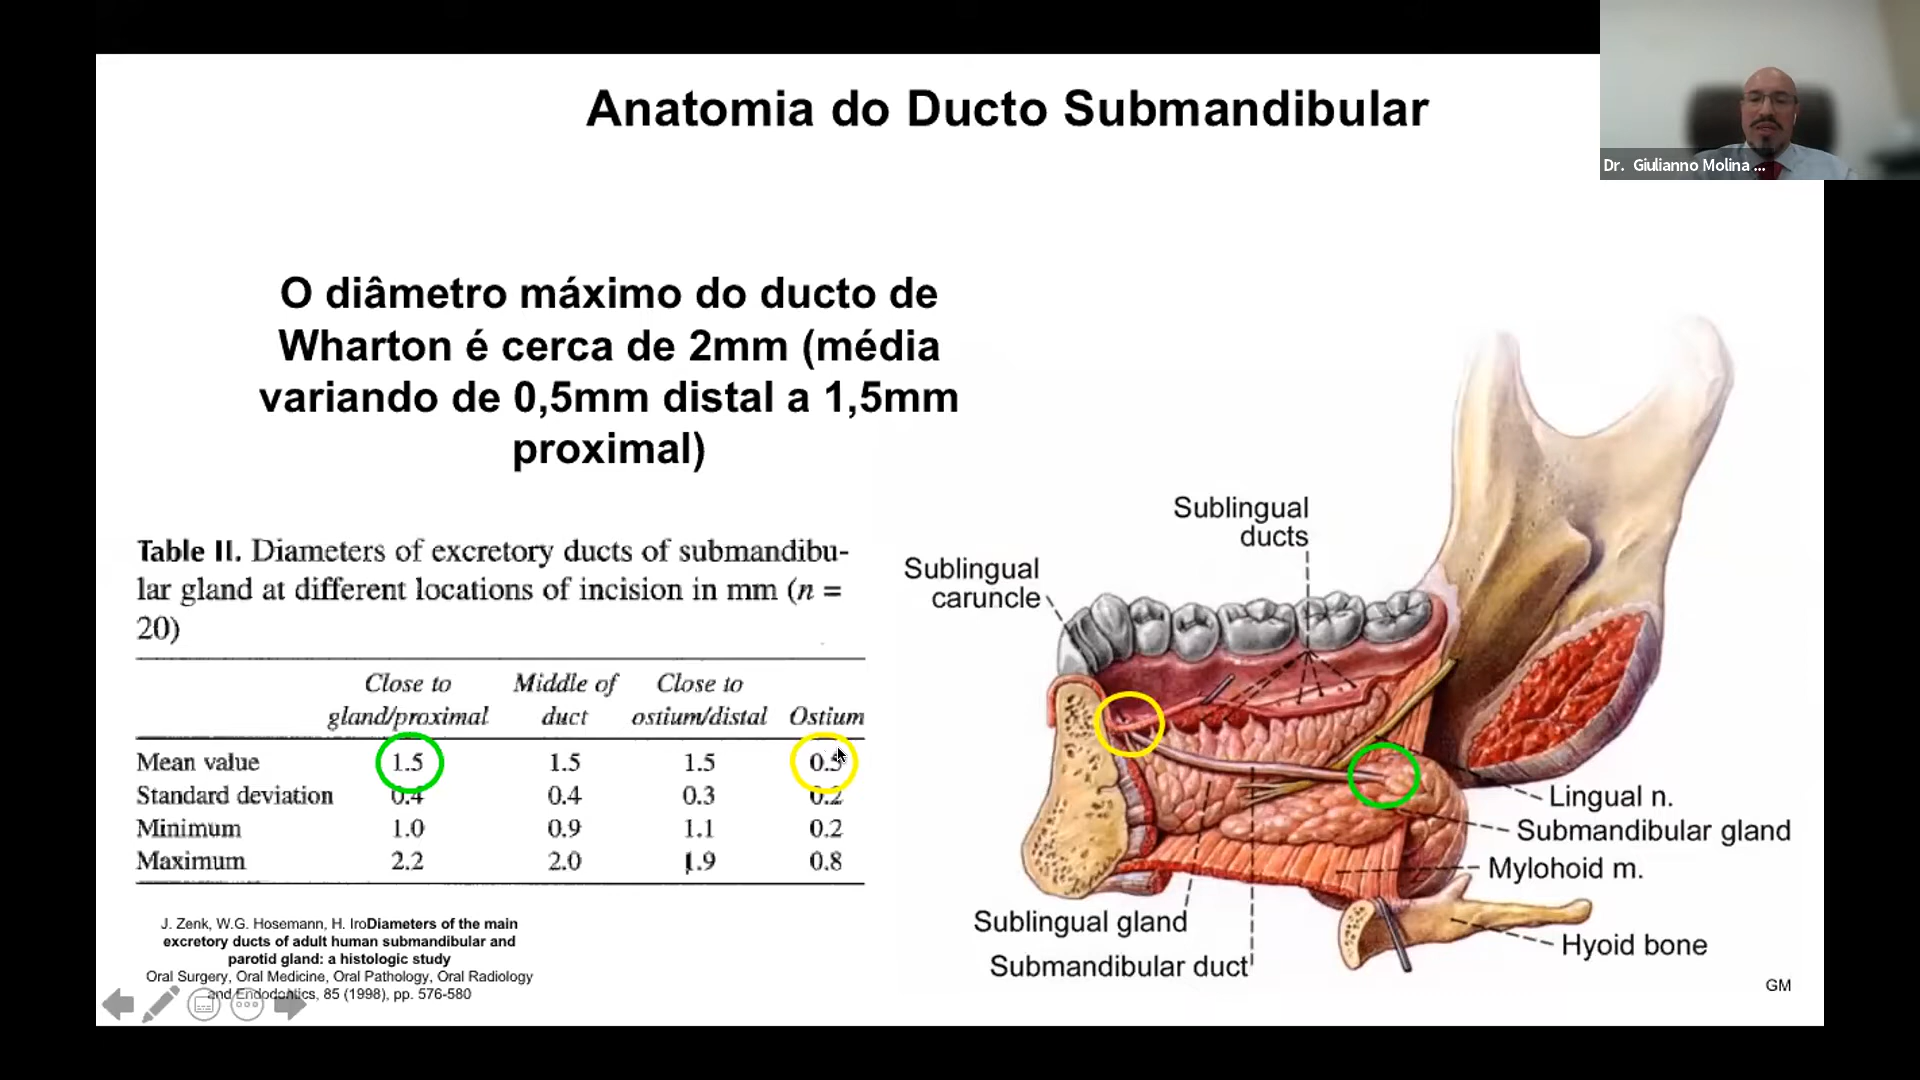 Anatomia do Ducto Submandibular
Dr. Giulianno Molina ...
O diâmetro máximo do ducto de
Wharton é cerca de 2mm (média
variando de 0,5mm distal a 1,5mm
proximal)
Table II. Diameters of excretory ducts of submandibu-
lar gland at different locations of incision in mm (n =
20)
Close to Middle of Close to
gland/proximal duct ostium/distal Ostium
Mean value 1.5 1.5 1.5 0.5
Standard deviation 0.4 0.4 0.3 0.2
Minimum 1.0 0.9 1.1 0.2
Maximum 2.2 2.0 1.9 0.8
J. Zenk, W.G. Hosemann, H. IroDiameters of the main
excretory ducts of adult human submandibular and
parotid gland: a histologic study
Oral Surgery, Oral Medicine, Oral Pathology, Oral Radiology
and Endodontics, 85 (1998), pp. 576-580
Sublingual
ducts
Sublingual
caruncle
Lingual n.
Submandibular gland
Mylohoid m.
Sublingual gland
Hyoid bone
Submandibular duct
GM